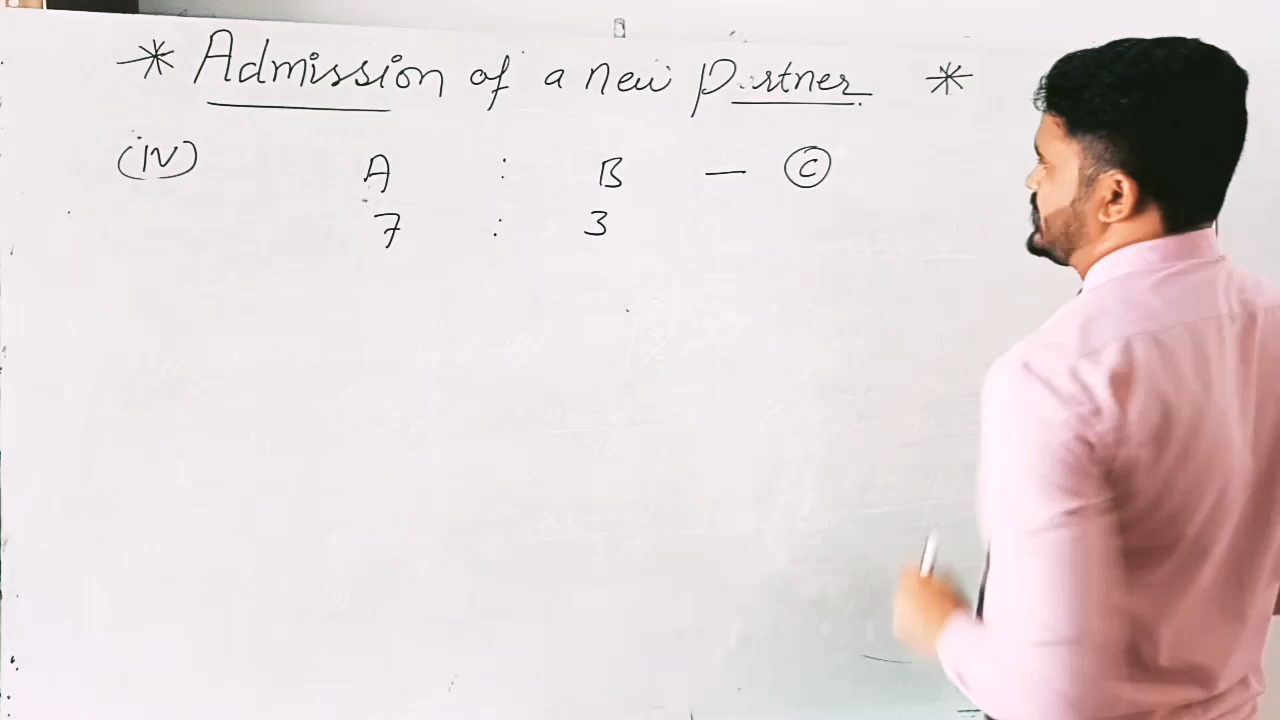 * Admission of a new Partner *
(IV) A : B — C
7 : 3